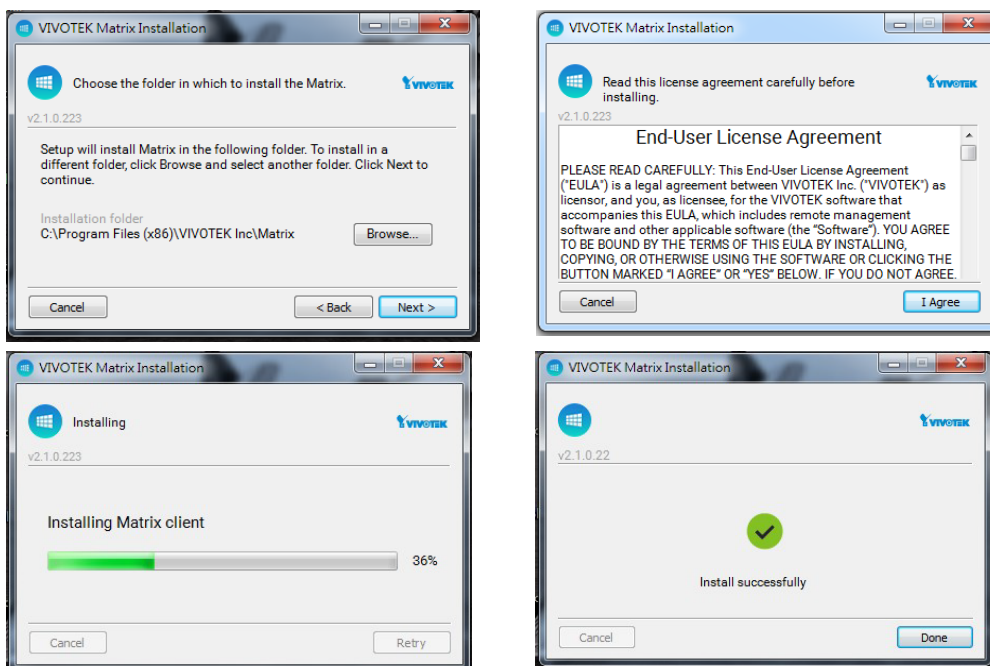 VIVOTEK Matrix Installation
Choose the folder in which to install the Matrix.
VIVOTEK
v2.1.0.223
Setup will install Matrix in the following folder. To install in a
different folder, click Browse and select another folder. Click Next to
continue.
Installation folder
C:\Program Files (x86)\VIVOTEK Inc\Matrix
Browse...
Cancel
< Back
Next >
VIVOTEK Matrix Installation
Read this license agreement carefully before
installing.
VIVOTEK
v2.1.0.223
End-User License Agreement
PLEASE READ CAREFULLY: This End-User License Agreement
("EULA") is a legal agreement between VIVOTEK Inc. ("VIVOTEK") as
licensor, and you, as licensee, for the VIVOTEK software that
accompanies this EULA, which includes remote management
software and other applicable software (the "Software"). YOU AGREE
TO BE BOUND BY THE TERMS OF THIS EULA BY INSTALLING,
COPYING, OR OTHERWISE USING THE SOFTWARE OR CLICKING THE
BUTTON MARKED “I AGREE” OR “YES” BELOW. IF YOU DO NOT AGREE.
Cancel
I Agree
VIVOTEK Matrix Installation
Installing
VIVOTEK
v2.1.0.223
Installing Matrix client
36%
Cancel
Retry
VIVOTEK Matrix Installation
VIVOTEK
v2.1.0.22
Install successfully
Cancel
Done